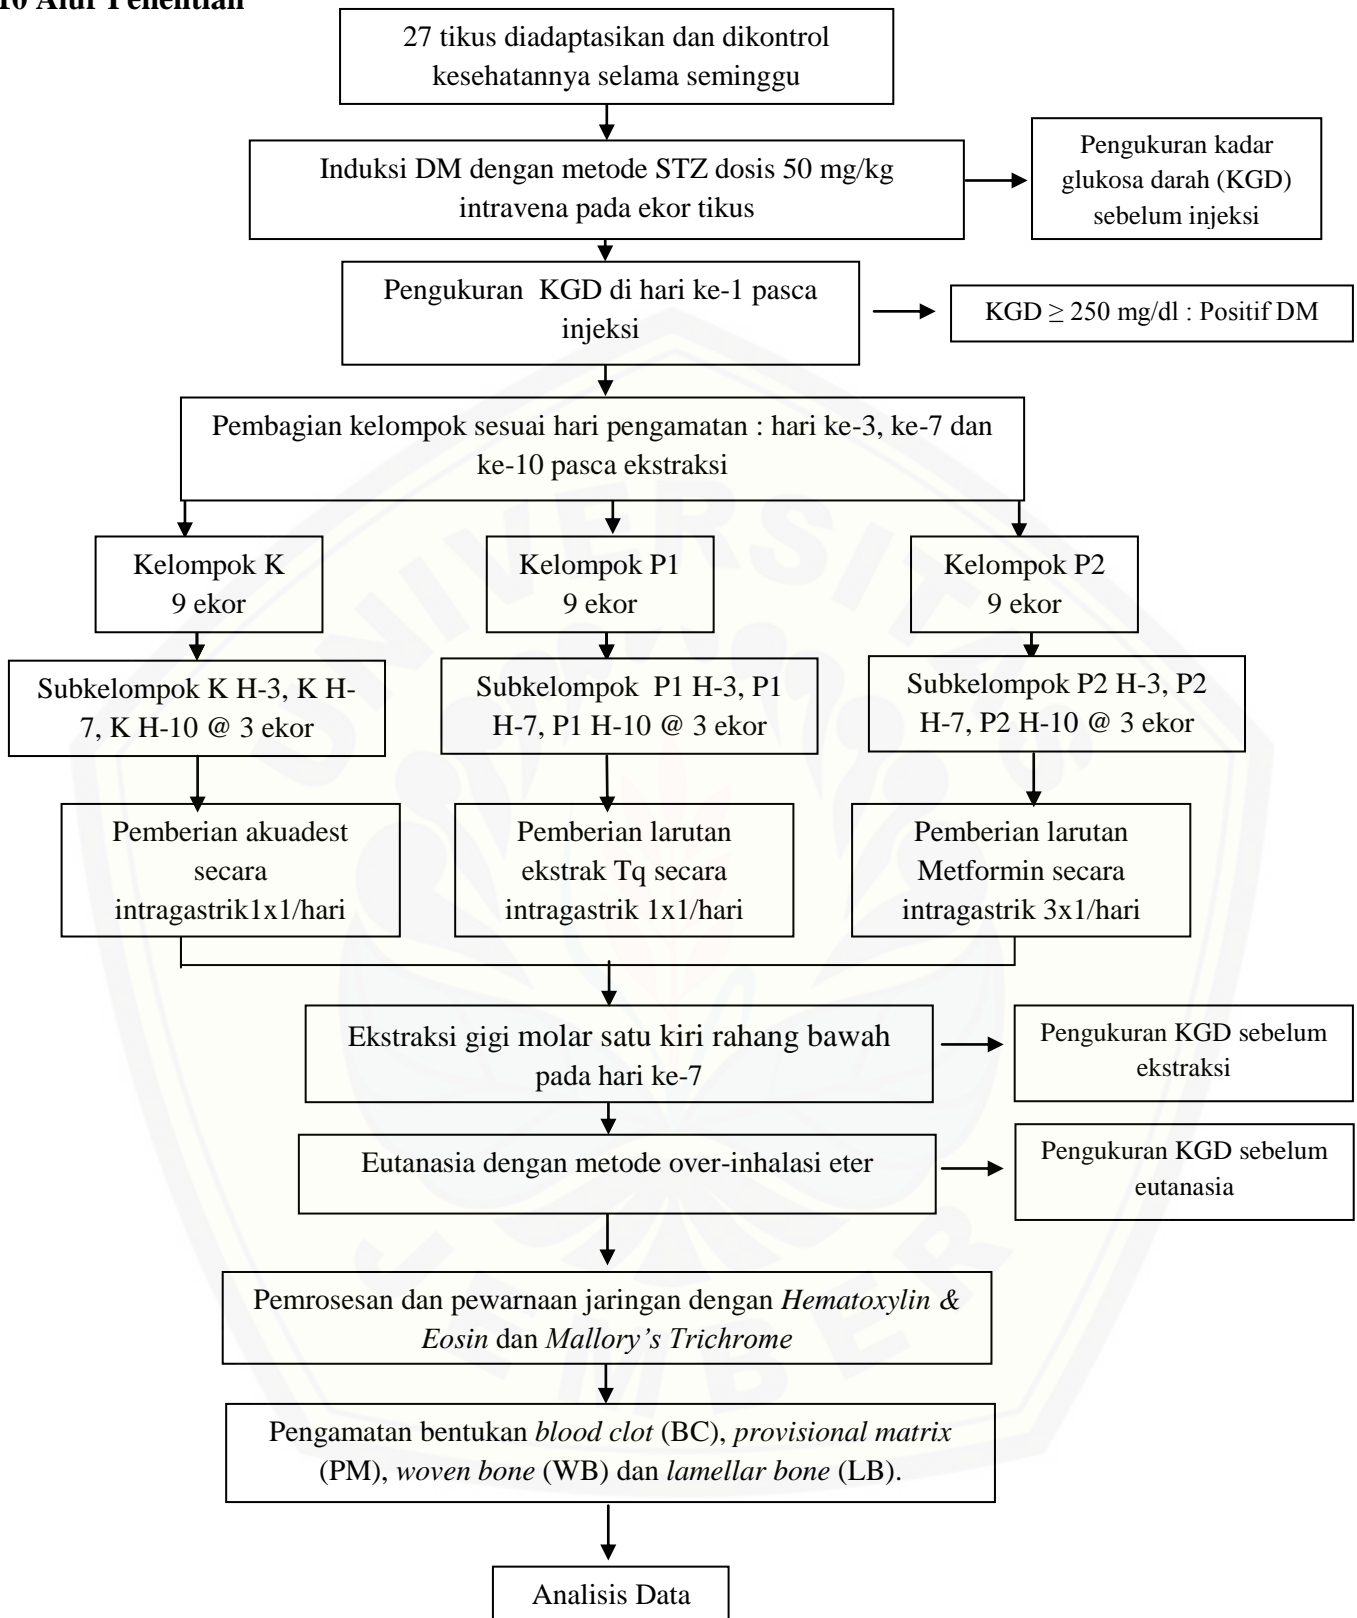 10 Alur Penelitian
27 tikus diadaptasikan dan dikontrol
kesehatannya selama seminggu
Induksi DM dengan metode STZ dosis 50 mg/kg
intravena pada ekor tikus
Pengukuran kadar
glukosa darah (KGD)
sebelum injeksi
Pengukuran KGD di hari ke-1 pasca
injeksi
KGD ≥ 250 mg/dl : Positif DM
Pembagian kelompok sesuai hari pengamatan : hari ke-3, ke-7 dan
ke-10 pasca ekstraksi
Kelompok K
9 ekor
Kelompok P1
9 ekor
Kelompok P2
9 ekor
Subkelompok K H-3, K H-
7, K H-10 @ 3 ekor
Subkelompok P1 H-3, P1
H-7, P1 H-10 @ 3 ekor
Subkelompok P2 H-3, P2
H-7, P2 H-10 @ 3 ekor
Pemberian akuadest
secara
intragastrik1x1/hari
Pemberian larutan
ekstrak Tq secara
intragastrik 1x1/hari
Pemberian larutan
Metformin secara
intragastrik 3x1/hari
Ekstraksi gigi molar satu kiri rahang bawah
pada hari ke-7
Pengukuran KGD sebelum
ekstraksi
Eutanasia dengan metode over-inhalasi eter
Pengukuran KGD sebelum
eutanasia
Pemrosesan dan pewarnaan jaringan dengan Hematoxylin &
Eosin dan Mallory’s Trichrome
Pengamatan bentukan blood clot (BC), provisional matrix
(PM), woven bone (WB) dan lamellar bone (LB).
Analisis Data
UNIVERSITAS
JEMBER